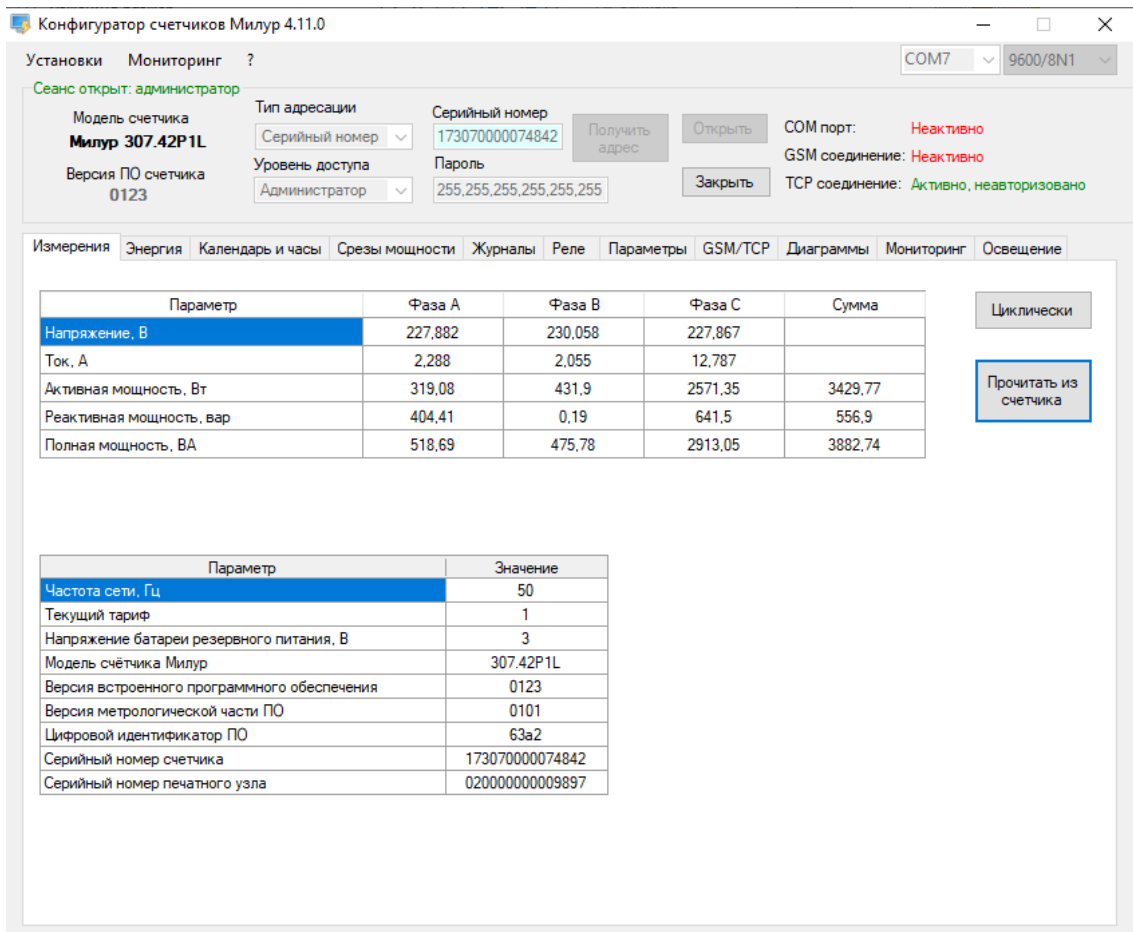 Конфигуратор счетчиков Милур 4.11.0
Установки Мониторинг ? COM7 9600/8N1
Сеанс открыт: администратор
Модель счетчика
Милур 307.42P1L
Версия ПО счетчика
0123
Тип адресации
Серийный номер
Уровень доступа
Администратор
Серийный номер
173070000074842
Пароль
255,255,255,255,255,255
Получить
адрес
Открыть
Закрыть
COM порт: Неактивно
GSM соединение: Неактивно
TCP соединение: Активно, неавторизовано
Измерения Энергия Календарь и часы Срезы мощности Журналы Реле Параметры GSM/TCP Диаграммы Мониторинг Освещение
Параметр Фаза A Фаза B Фаза C Сумма
Напряжение, В 227,882 230,058 227,867
Ток, А 2,288 2,055 12,787
Активная мощность, Вт 319,08 431,9 2571,35 3429,77
Реактивная мощность, вар 404,41 0,19 641,5 556,9
Полная мощность, ВА 518,69 475,78 2913,05 3882,74
Циклически
Прочитать из
счетчика
Параметр Значение
Частота сети, Гц 50
Текущий тариф 1
Напряжение батареи резервного питания, В 3
Модель счётчика Милур 307.42P1L
Версия встроенного программного обеспечения 0123
Версия метрологической части ПО 0101
Цифровой идентификатор ПО 63a2
Серийный номер счетчика 173070000074842
Серийный номер печатного узла 020000000009897